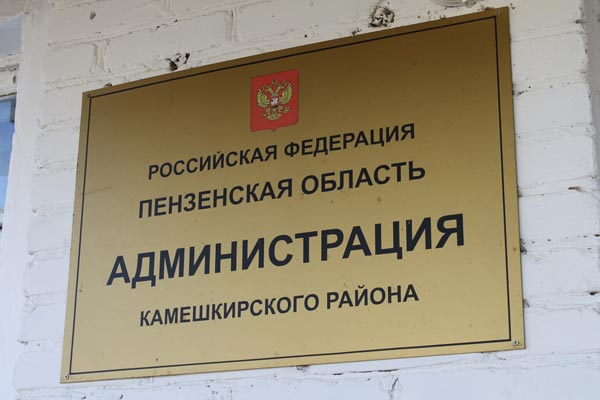 РОССИЙСКАЯ ФЕДЕРАЦИЯ
ПЕНЗЕНСКАЯ ОБЛАСТЬ
АДМИНИСТРАЦИЯ
КАМЕШКИРСКОГО РАЙОНА